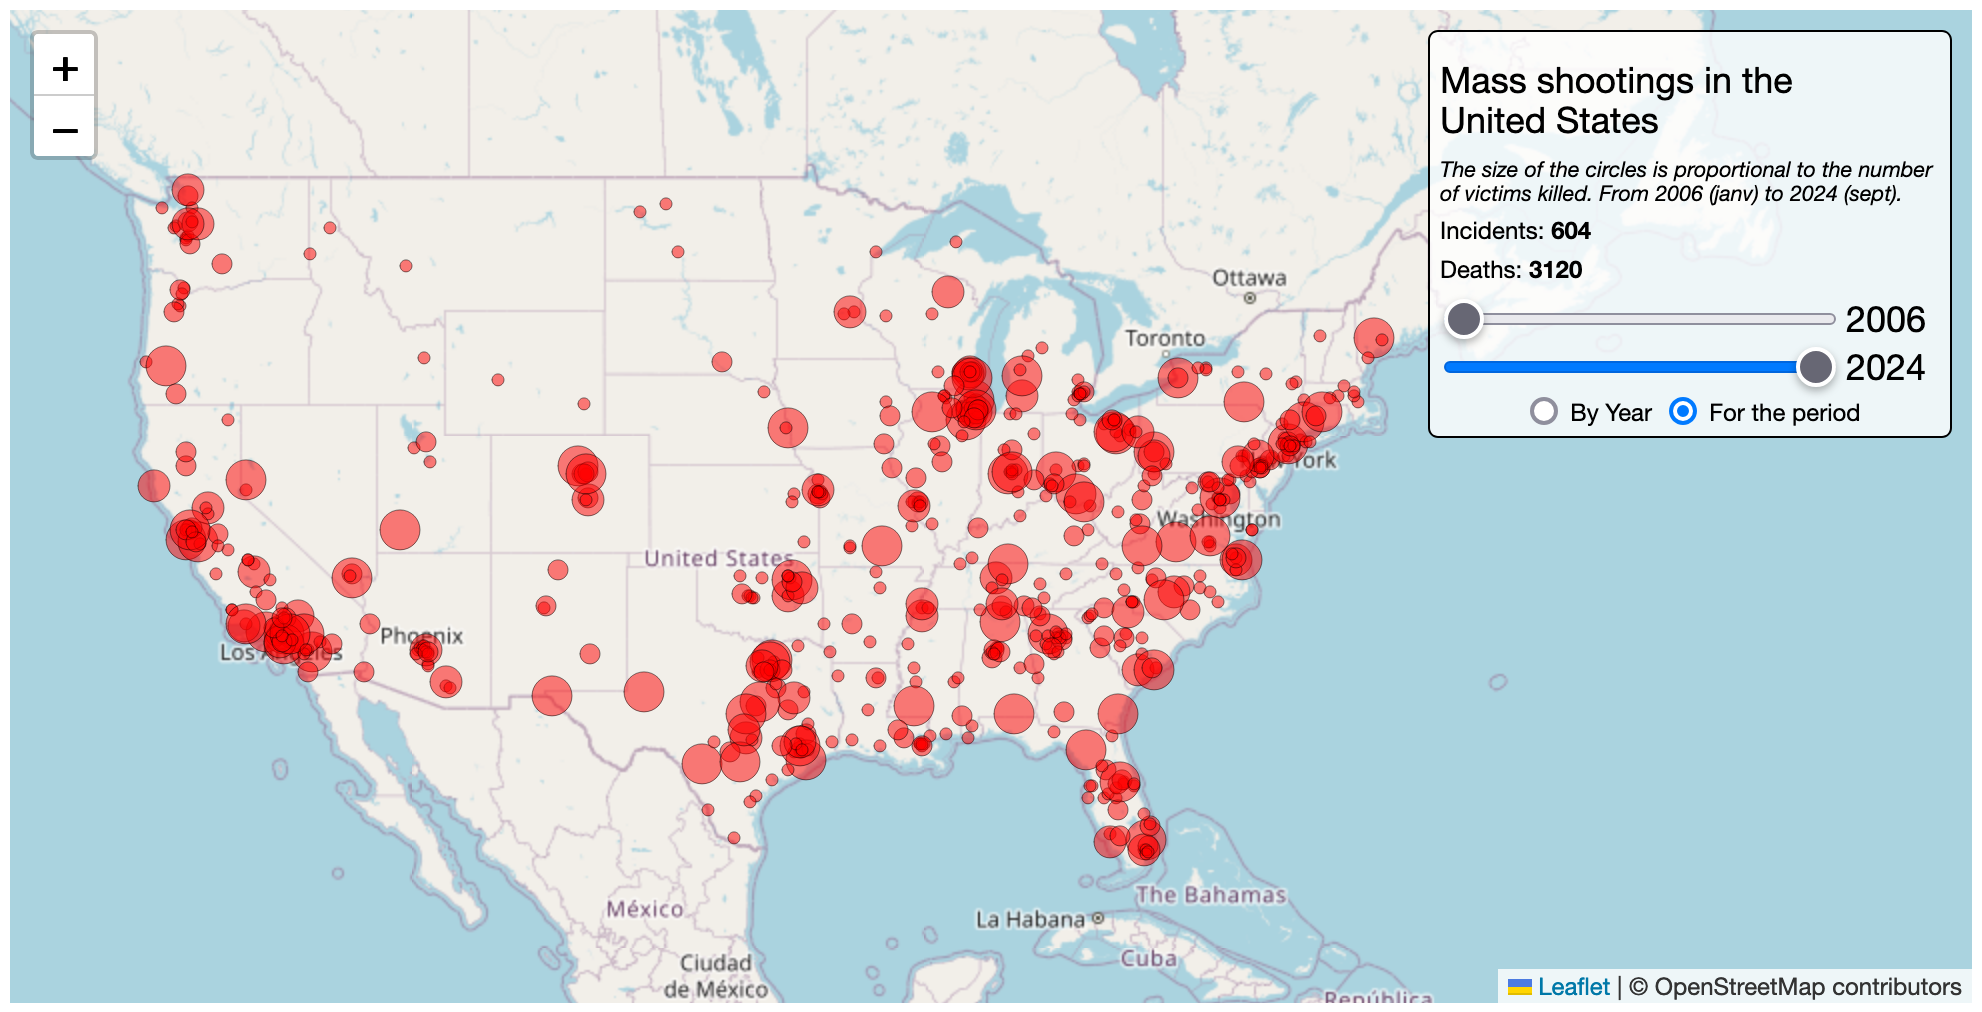 +
−
Mass shootings in the
United States
The size of the circles is proportional to the number
of victims killed. From 2006 (janv) to 2024 (sept).
Incidents: 604
Deaths: 3120
2006
2024
By Year
For the period
Ottawa
Toronto
York
Washington
United States
Phoenix
Los Angeles
The Bahamas
México
La Habana
Cuba
Ciudad
de México
República
Leaflet | © OpenStreetMap contributors